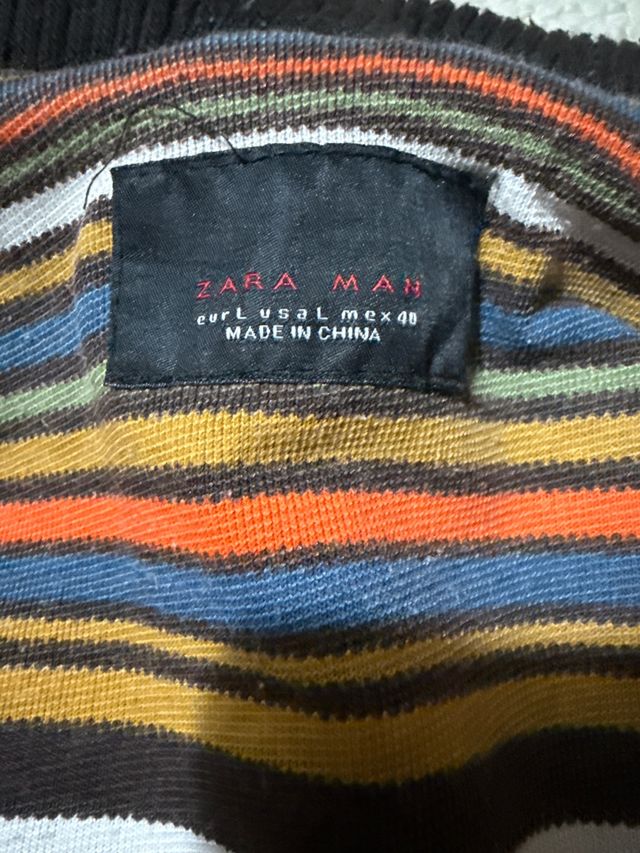 ZARA MAN
eur L usa L mex 40
MADE IN CHINA